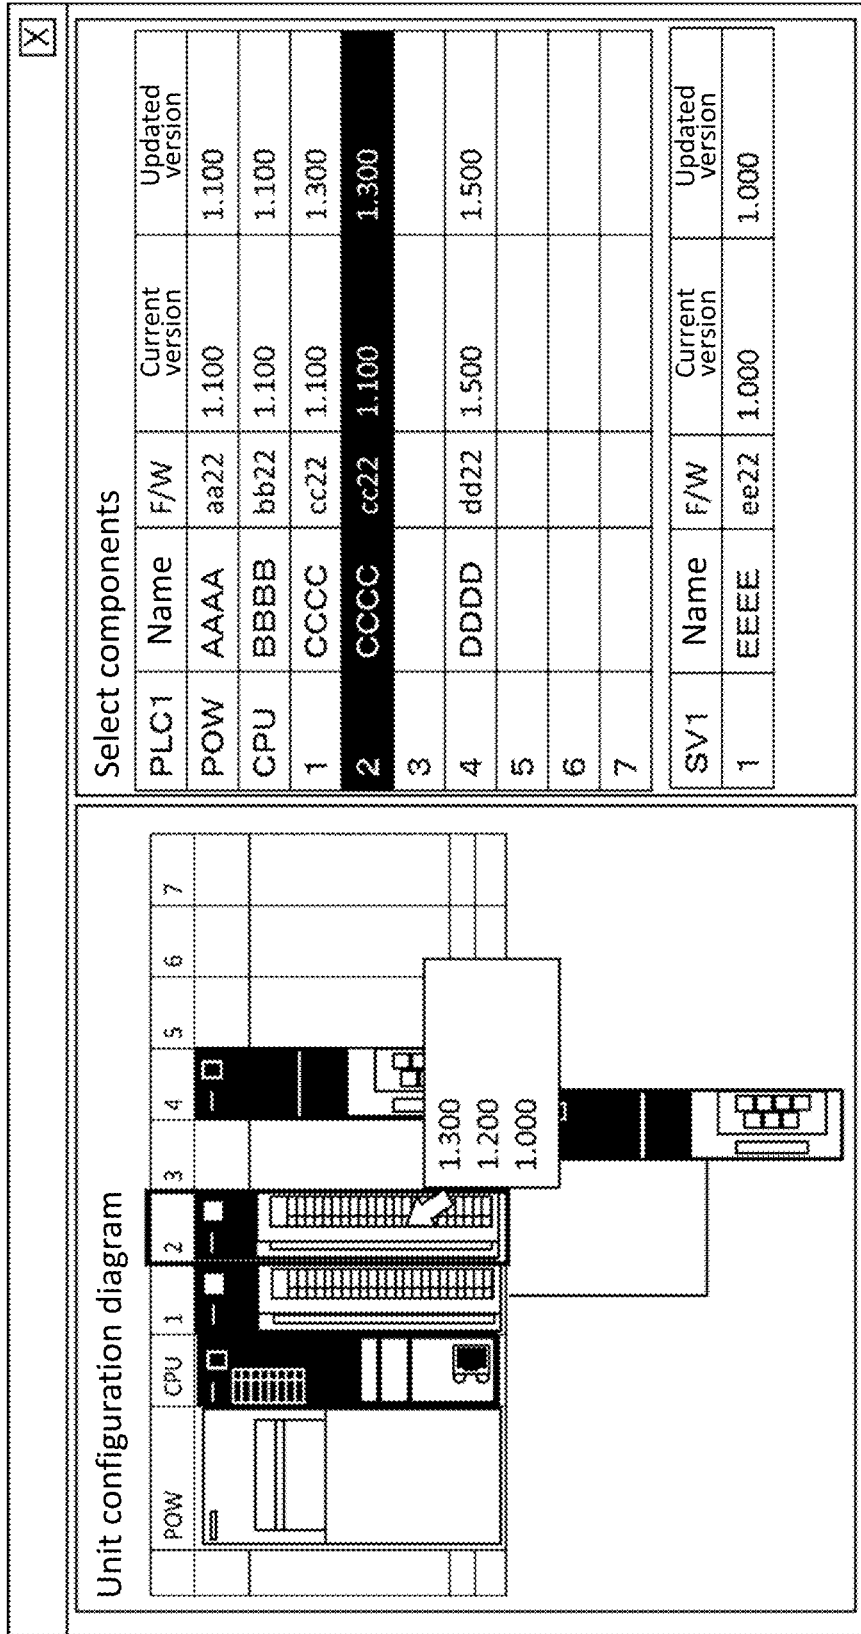 X
Unit configuration diagram
POW CPU 1 2 3 4 5 6 7
1.300
1.200
1.000
Select components
PLC1 Name F/W Current version Updated version
POW AAAA aa22 1.100 1.100
CPU BBBB bb22 1.100 1.100
1 CCCC cc22 1.100 1.300
2 CCCC cc22 1.100 1.300
3
4 DDDD dd22 1.500 1.500
5
6
7
SV1 Name F/W Current version Updated version
1 EEEE ee22 1.000 1.000